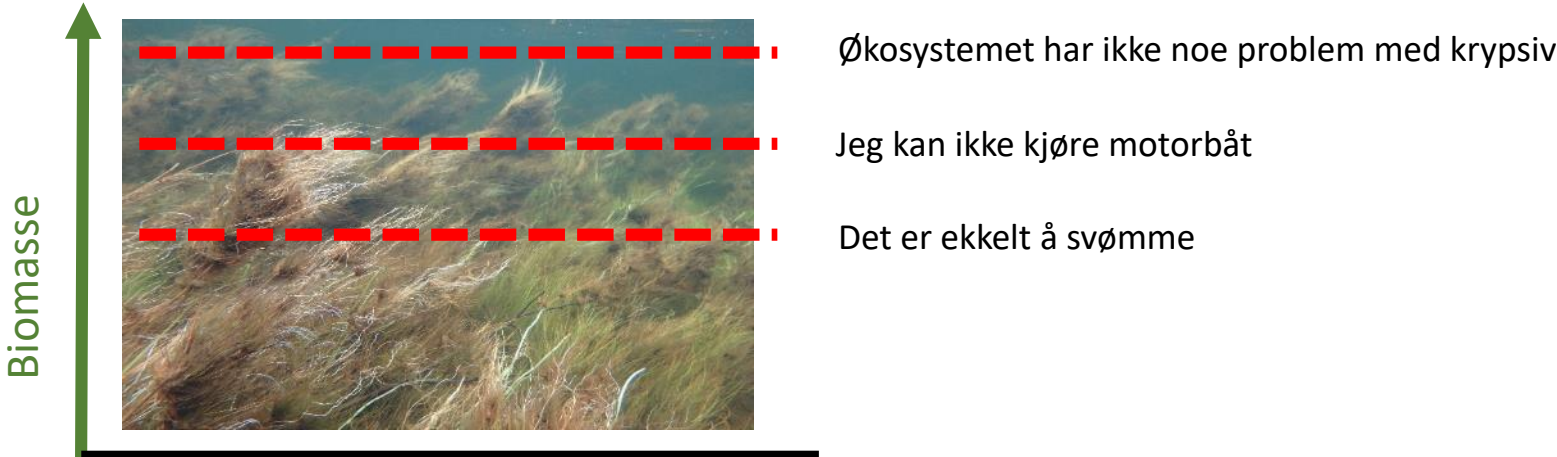 Økosystemet har ikke noe problem med krypsiv
Jeg kan ikke kjøre motorbåt
Det er ekkelt å svømme
Biomasse